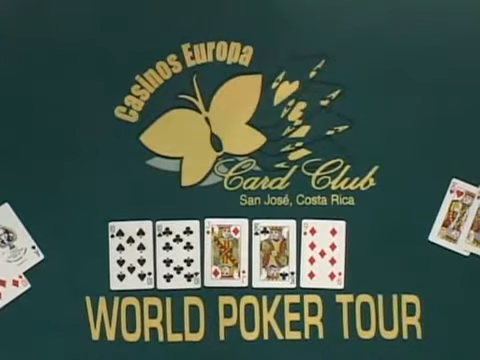 Casinos Europa
Card Club
San José, Costa Rica
WORLD POKER TOUR